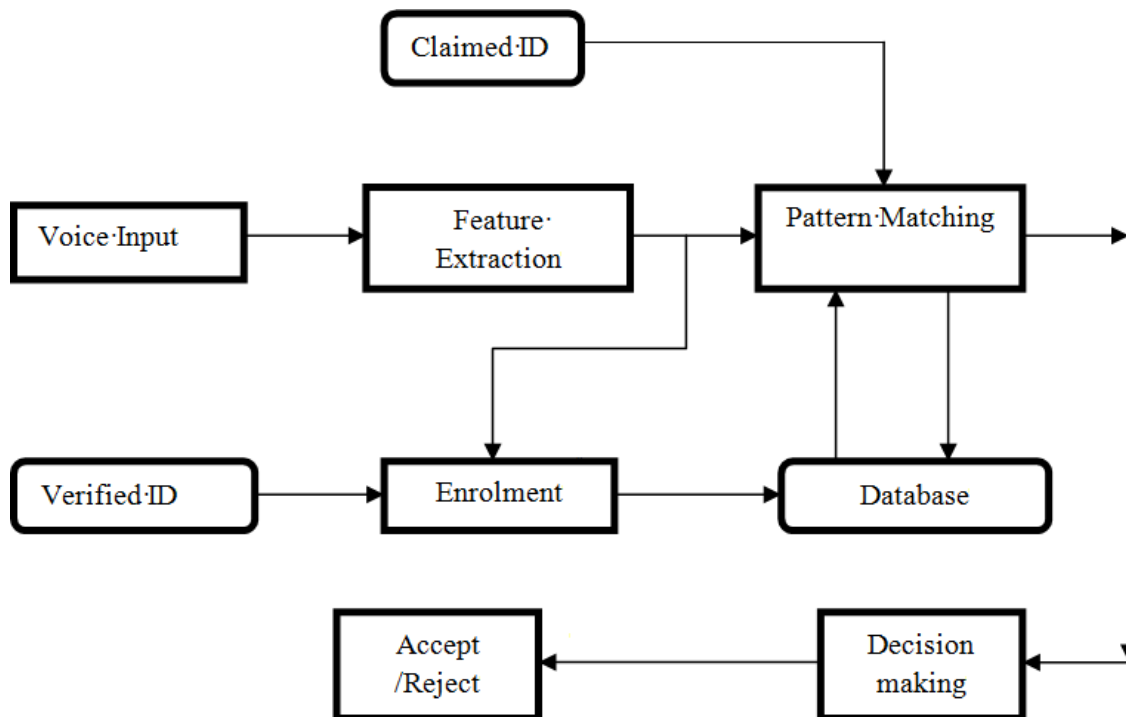 Claimed·ID
Voice·Input
Feature·
Extraction
Pattern·Matching
Verified·ID
Enrolment
Database
Accept
/Reject
Decision
making